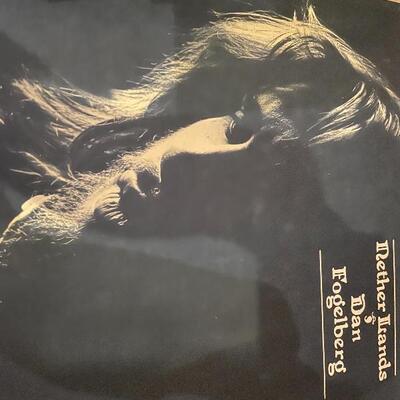 Nether Lands
Dan
Fogelberg